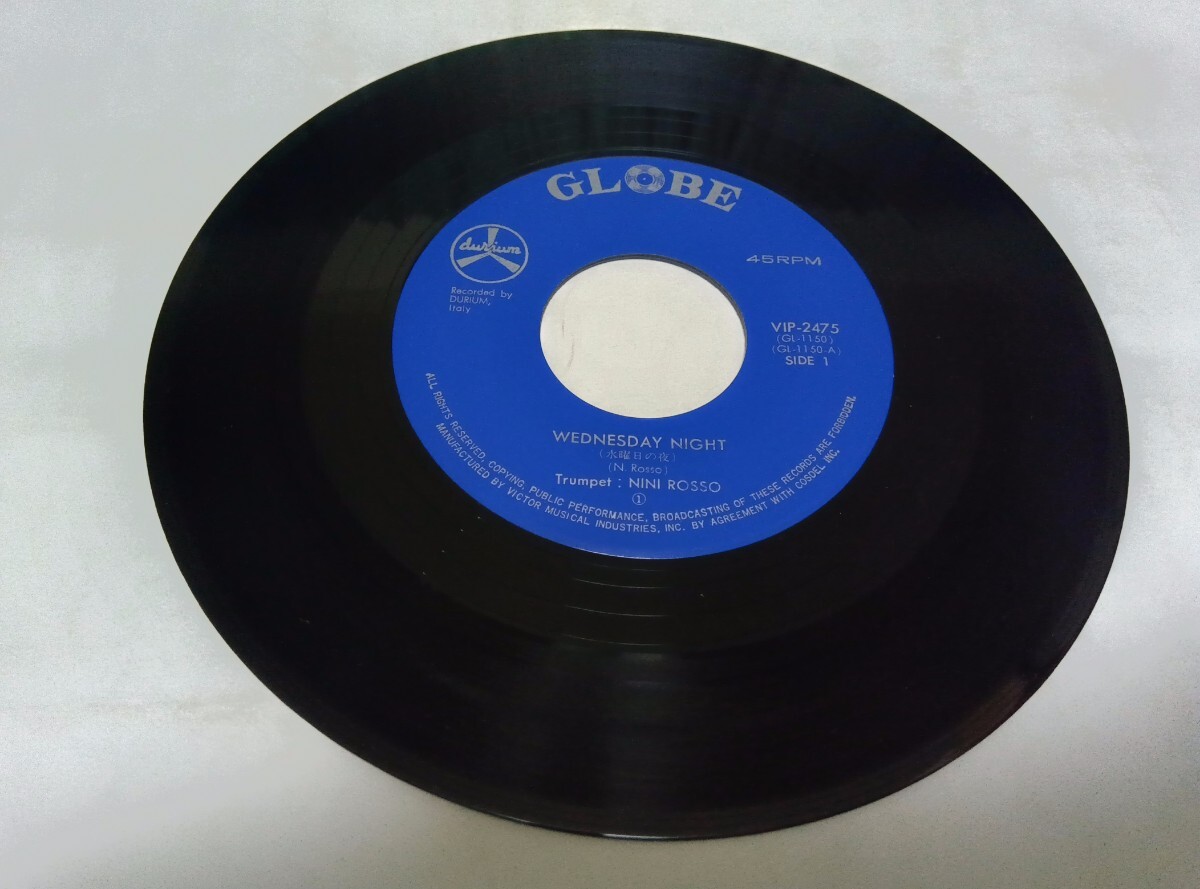 GLOBE
durium
Recorded by
DURIUM,
Italy
45RPM
VIP-2475
(GL-1150)
(GL-1150-A)
SIDE 1
WEDNESDAY NIGHT
(水曜日の夜)
(N. Rosso)
Trumpet : NINI ROSSO
①
ALL RIGHTS RESERVED, COPYING, PUBLIC PERFORMANCE, BROADCASTING OF THESE RECORDS ARE FORBIDDEN.
MANUFACTURED BY VICTOR MUSICAL INDUSTRIES, INC. BY AGREEMENT WITH COSDEL INC.